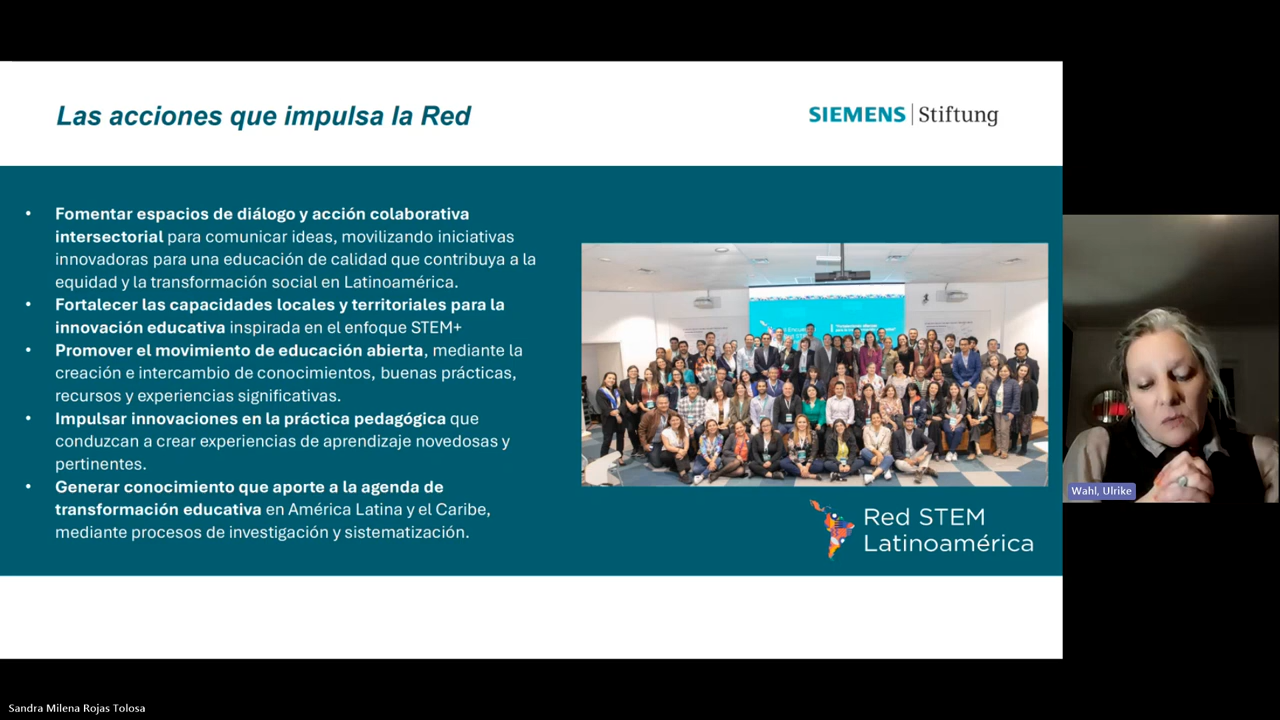 Las acciones que impulsa la Red
SIEMENS | Stiftung
• Fomentar espacios de diálogo y acción colaborativa
intersectorial para comunicar ideas, movilizando iniciativas
innovadoras para una educación de calidad que contribuya a la
equidad y la transformación social en Latinoamérica.
• Fortalecer las capacidades locales y territoriales para la
innovación educativa inspirada en el enfoque STEM+
• Promover el movimiento de educación abierta, mediante la
creación e intercambio de conocimientos, buenas prácticas,
recursos y experiencias significativas.
• Impulsar innovaciones en la práctica pedagógica que
conduzcan a crear experiencias de aprendizaje novedosas y
pertinentes.
• Generar conocimiento que aporte a la agenda de
transformación educativa en América Latina y el Caribe,
mediante procesos de investigación y sistematización.
Red STEM
Latinoamérica
Wahl, Ulrike
Sandra Milena Rojas Tolosa